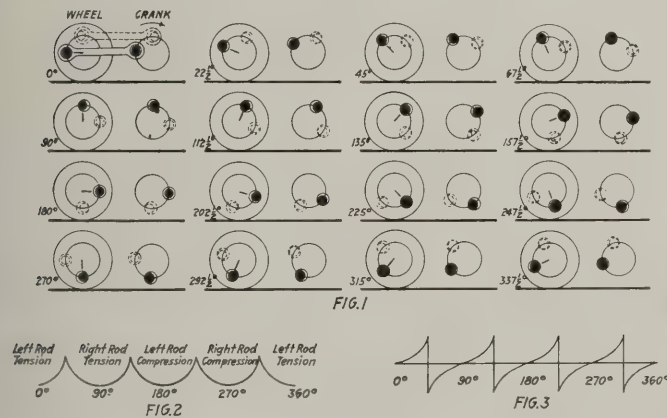 WHEEL CRANK
0° 22½° 45° 67½°
90° 112½° 135° 157½°
180° 202½° 225° 247½°
270° 292½° 315° 337½°
FIG.1
Left Rod Right Rod Left Rod Right Rod Left Rod
Tension Tension Compression Compression Tension
0° 90° 180° 270° 360°
FIG.2
0° 90° 180° 270° 360°
FIG.3